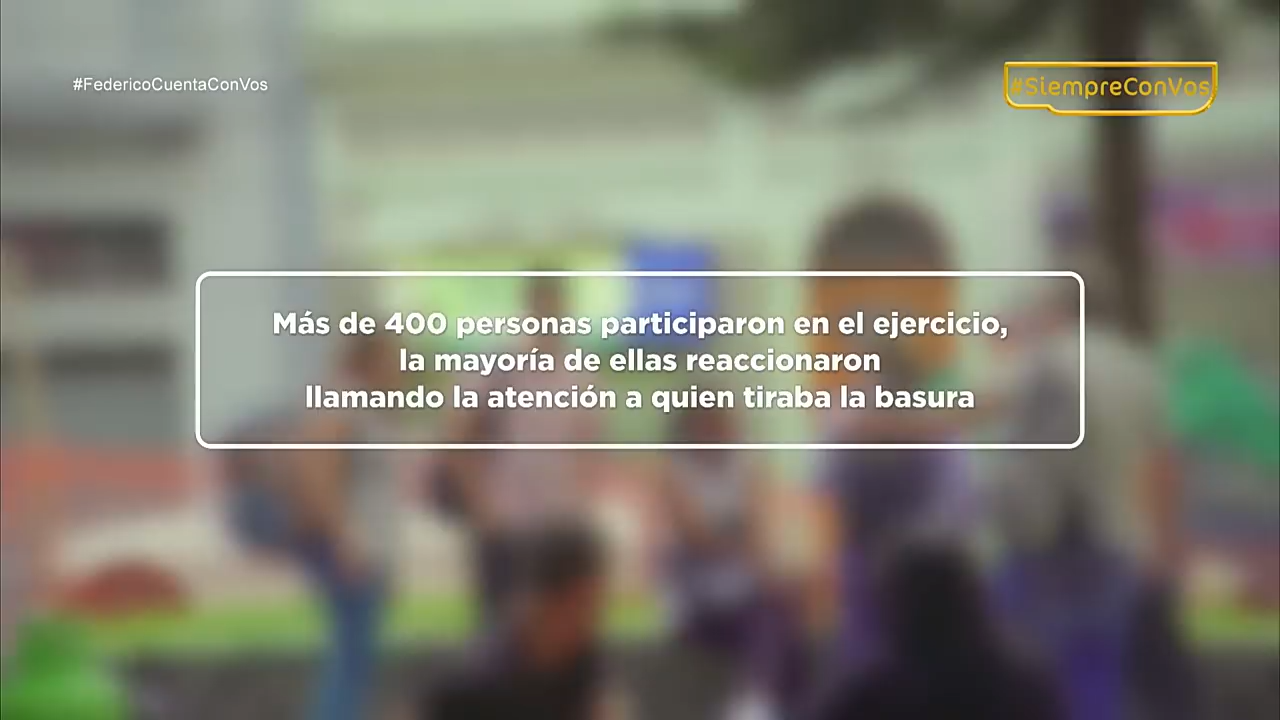 #FedericoCuentaConVos
#SiempreConVos
Más de 400 personas participaron en el ejercicio,
la mayoría de ellas reaccionaron
llamando la atención a quien tiraba la basura